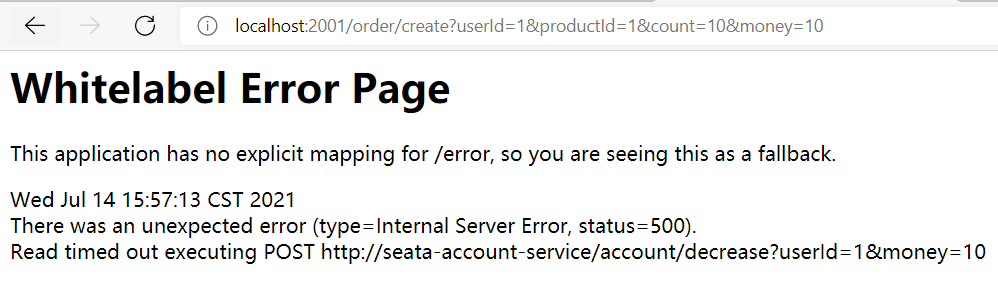 localhost:2001/order/create?userId=1&productId=1&count=10&money=10
Whitelabel Error Page
This application has no explicit mapping for /error, so you are seeing this as a fallback.
Wed Jul 14 15:57:13 CST 2021
There was an unexpected error (type=Internal Server Error, status=500).
Read timed out executing POST http://seata-account-service/account/decrease?userId=1&money=10